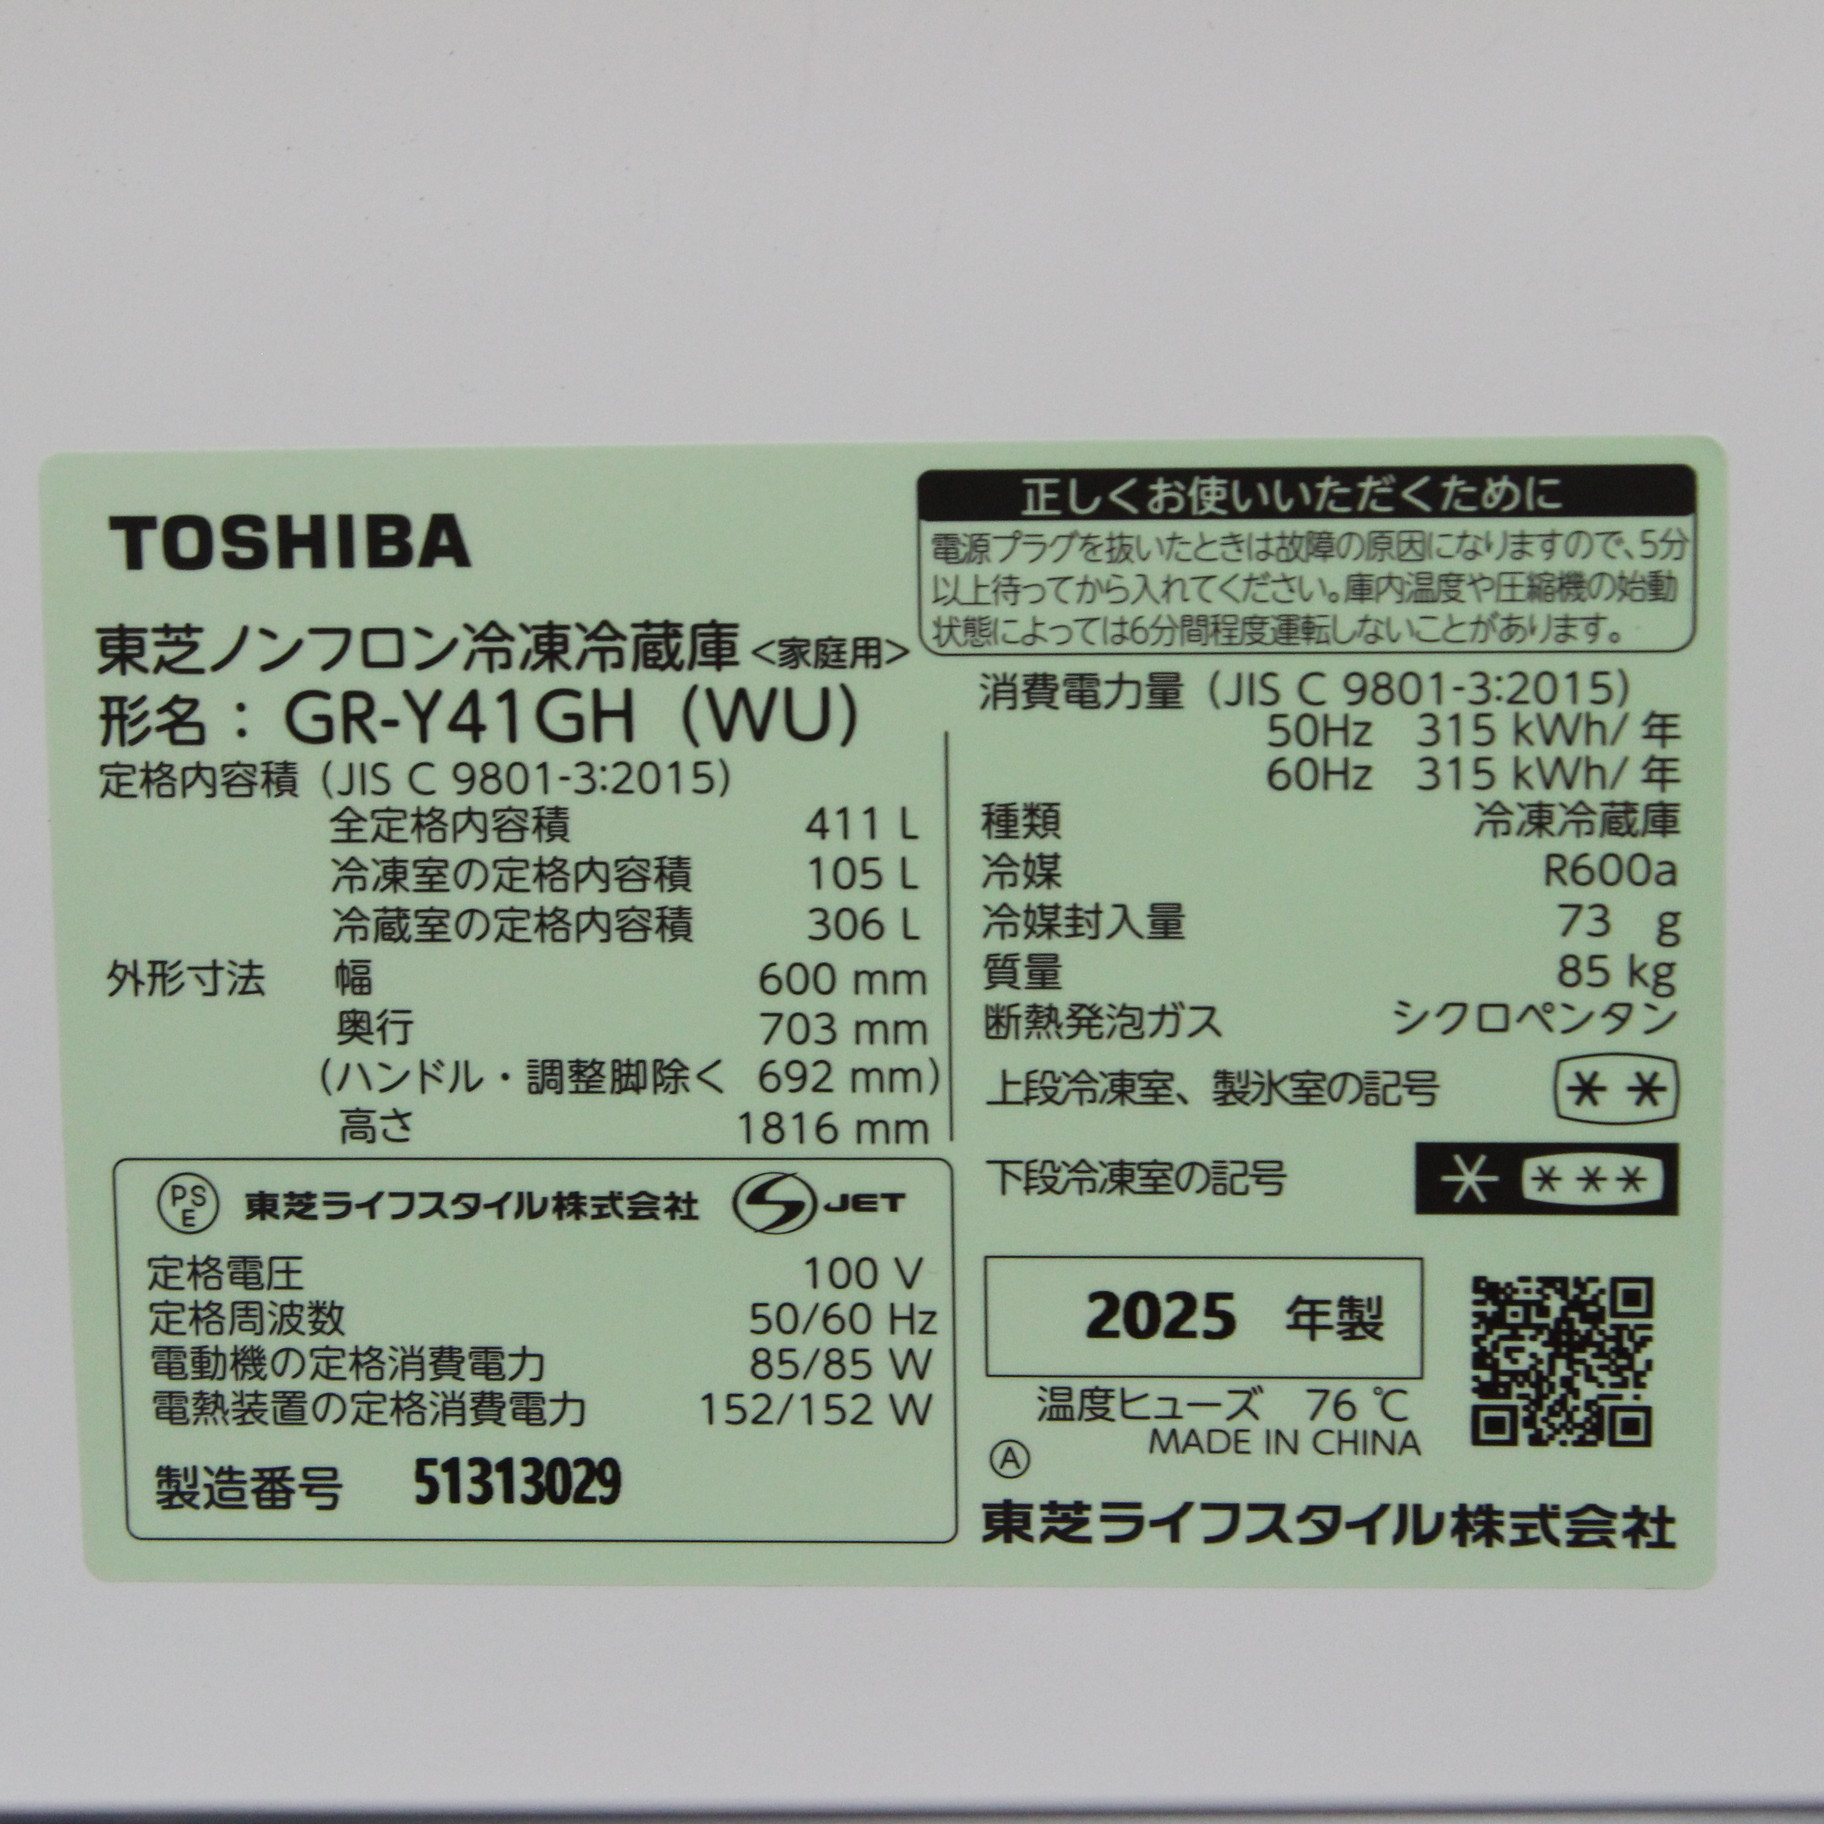 TOSHIBA
東芝ノンフロン冷凍冷蔵庫<家庭用>
形名：GR-Y41GH (WU)
定格内容積 (JIS C 9801-3:2015)
全定格内容積 411 L
冷凍室の定格内容積 105 L
冷蔵室の定格内容積 306 L
外形寸法 幅 600 mm
奥行 703 mm
(ハンドル・調整脚除く 692 mm)
高さ 1816 mm
PS
E
東芝ライフスタイル株式会社 S JET
定格電圧 100 V
定格周波数 50/60 Hz
電動機の定格消費電力 85/85 W
電熱装置の定格消費電力 152/152 W
製造番号 51313029
正しくお使いいただくために
電源プラグを抜いたときは故障の原因になりますので、5分
以上待ってから入れてください。庫内温度や圧縮機の始動
状態によっては6分間程度運転しないことがあります。
消費電力量 (JIS C 9801-3:2015)
50Hz 315 kWh/年
60Hz 315 kWh/年
種類 冷凍冷蔵庫
冷媒 R600a
冷媒封入量 73 g
質量 85 kg
断熱発泡ガス シクロペンタン
上段冷凍室、製氷室の記号 * *
下段冷凍室の記号 * ***
2025 年製
温度ヒューズ 76 ℃
Ⓐ MADE IN CHINA
東芝ライフスタイル株式会社